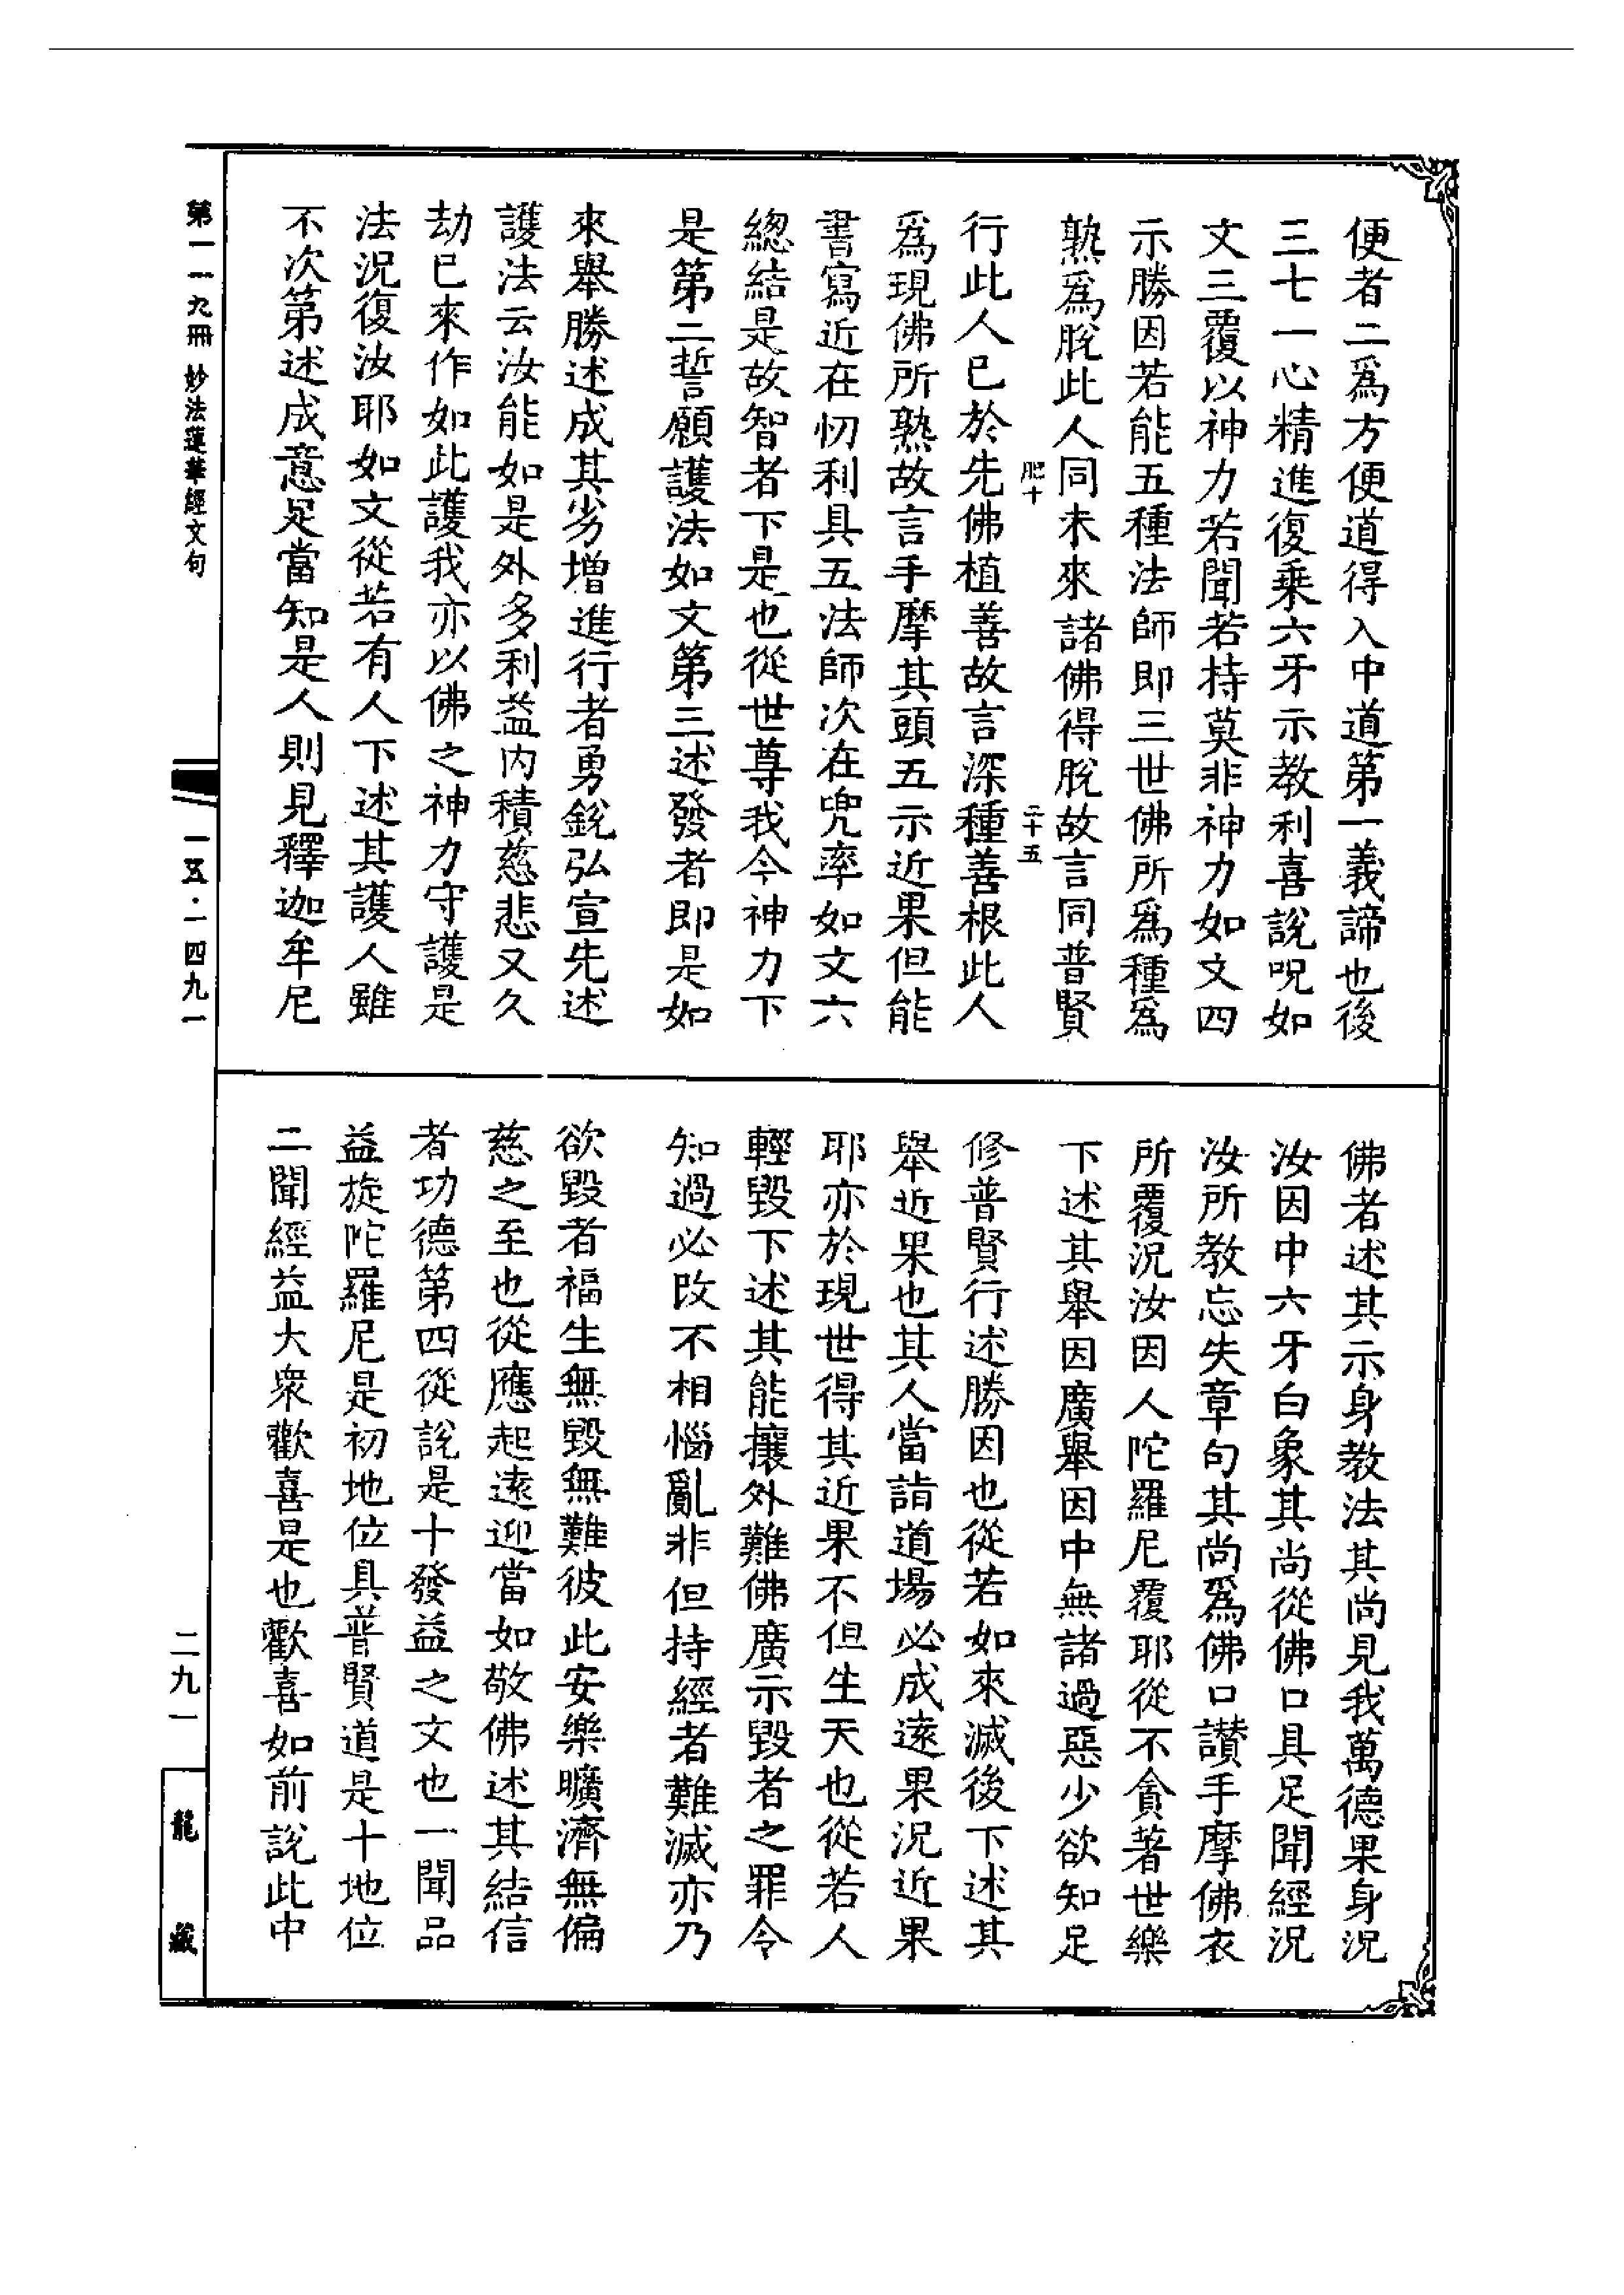 便者二爲方便道得入中道第一義諦也後
三七一心精進復乗六牙示教利喜說呪如
文三覆以神力若聞若持莫非神力如文四
示勝因若能五種法師即三世佛所爲種爲
熟爲脫此人同未來諸佛得脫故言同普賢
肥十 二十五
行此人已於先佛植善故言深種善根此人
爲現佛所熟故言手摩其頭五示近果但能
書寫近在忉利具五法師次在兜率如文六
總結是故智者下是也從世尊我今神力下
是第二誓願護法如文第三述發者即是如
來舉勝述成其劣增進行者勇銳弘宣先述
護法云汝能如是外多利益内積慈悲又久
劫已來作如此護我亦以佛之神力守護是
法況復汝耶如文從若有人下述其護人雖
不次第述成意足當知是人則見釋迦牟尼
佛者述其示身教法其尚見我萬德果身況
汝因中六牙白象其尚從佛口具足聞經況
汝所教忘失章句其尚爲佛口讃手摩佛衣
所覆況汝因人陀羅尼覆耶從不貪著世樂
下述其舉因廣舉因中無諸過惡少欲知足
修普賢行述勝因也從若如來滅後下述其
舉近果也其人當詣道場必成遠果況近果
耶亦於現世得其近果不但生天也從若人
輕毀下述其能攘外難佛廣示毀者之罪令
知過必改不相惱亂非但持經者難滅亦乃
欲毀者福生無毀無難彼此安樂曠濟無偏
慈之至也從應起遠迎當如敬佛述其結信
者功德第四從說是十發益之文也一聞品
益旋陀羅尼是初地位具普賢道是十地位
二聞經益大衆歡喜是也歡喜如前說此中
第一一九冊 妙法蓮華經文句
一五·一四九一
二九一
龍藏